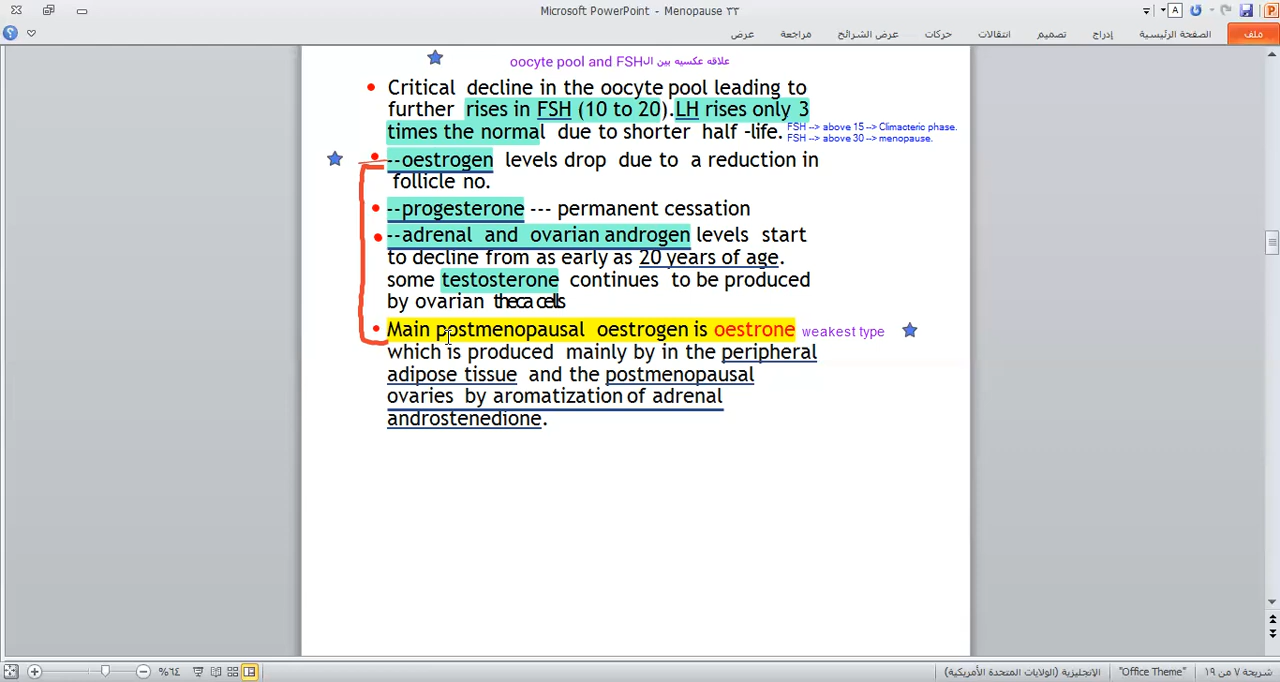 Microsoft PowerPoint - Menopause ٣٣
ملف
الصفحة الرئيسية
إدراج
تصميم
انتقالات
حركات
عرض الشرائح
مراجعة
عرض
علاقه عكسيه بين الـ oocyte pool and FSH
Critical decline in the oocyte pool leading to
further rises in FSH (10 to 20).LH rises only 3
times the normal due to shorter half -life.
FSH --> above 15 --> Climacteric phase.
FSH --> above 30 --> menopause.
--oestrogen levels drop due to a reduction in
follicle no.
--progesterone --- permanent cessation
--adrenal and ovarian androgen levels start
to decline from as early as 20 years of age.
some testosterone continues to be produced
by ovarian theca cells
Main postmenopausal oestrogen is oestrone weakest type
which is produced mainly by in the peripheral
adipose tissue and the postmenopausal
ovaries by aromatization of adrenal
androstenedione.
شريحة ٧ من ١٩
"Office Theme"
الإنجليزية (الولايات المتحدة الأمريكية)
%٦٤